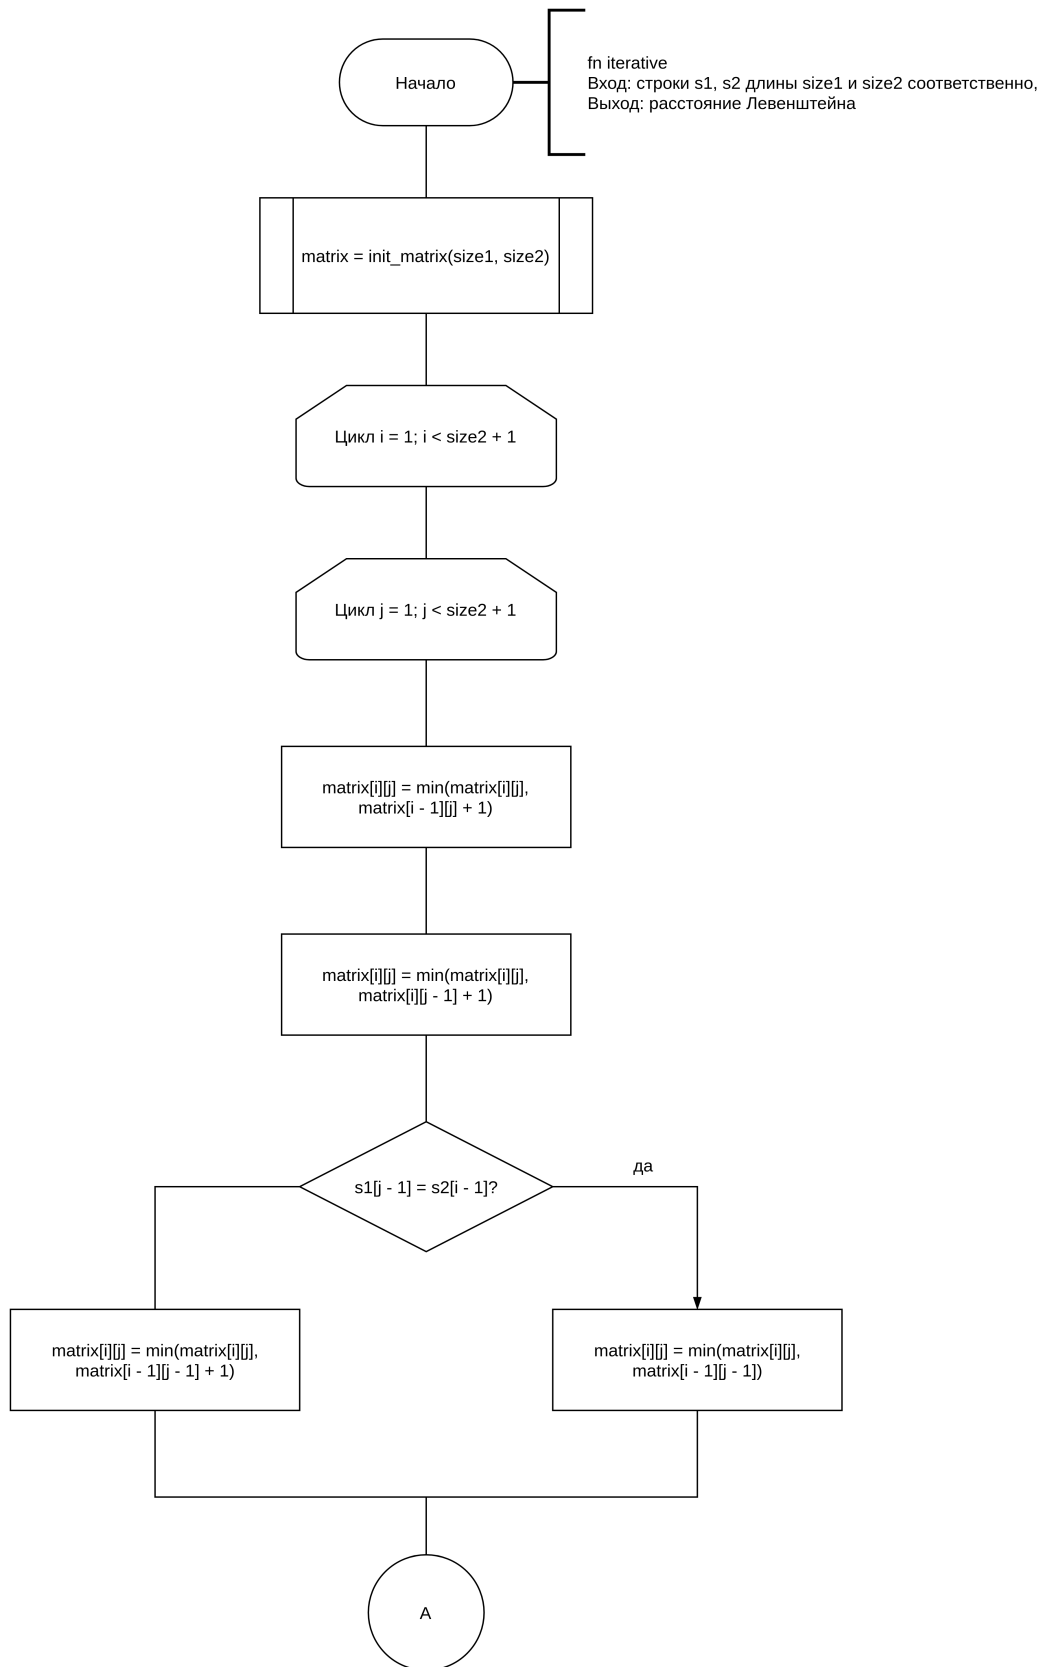 Начало
fn iterative
Вход: строки s1, s2 длины size1 и size2 соответственно,
Выход: расстояние Левенштейна
matrix = init_matrix(size1, size2)
Цикл i = 1; i < size2 + 1
Цикл j = 1; j < size2 + 1
matrix[i][j] = min(matrix[i][j],
matrix[i - 1][j] + 1)
matrix[i][j] = min(matrix[i][j],
matrix[i][j - 1] + 1)
s1[j - 1] = s2[i - 1]?
да
matrix[i][j] = min(matrix[i][j],
matrix[i - 1][j - 1] + 1)
matrix[i][j] = min(matrix[i][j],
matrix[i - 1][j - 1])
A